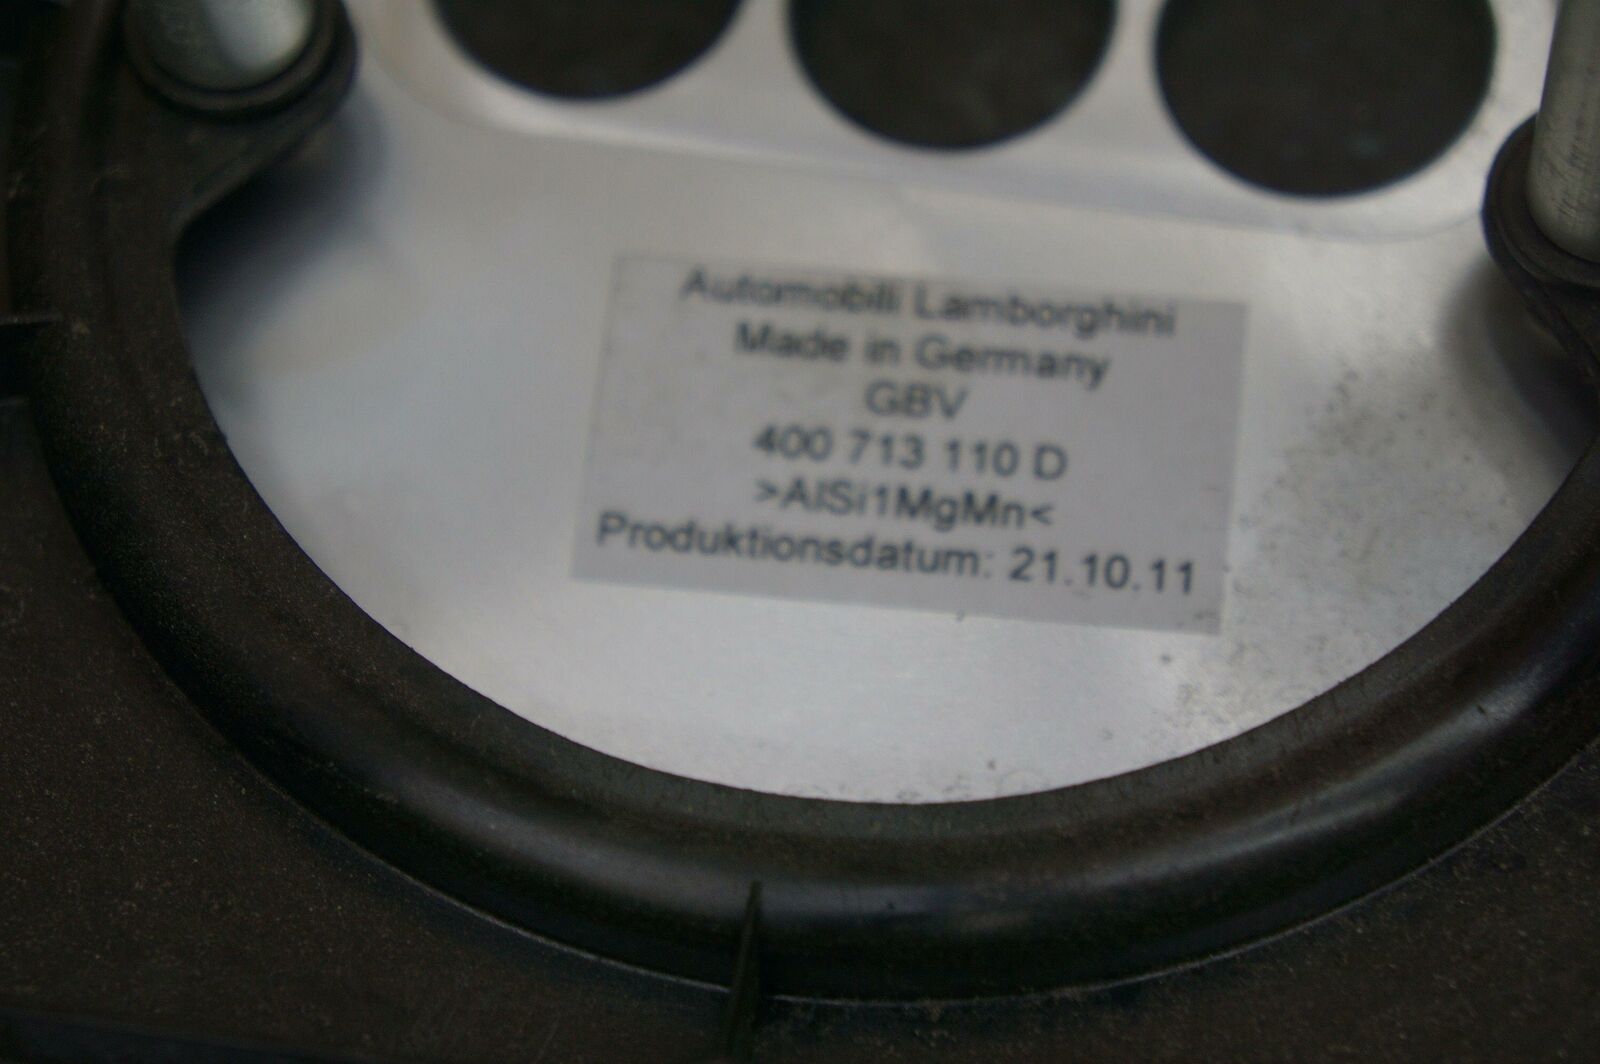 Automobili Lamborghini
Made in Germany
GBV
400 713 110 D
>AlSi1MgMn<
Produktionsdatum: 21.10.11